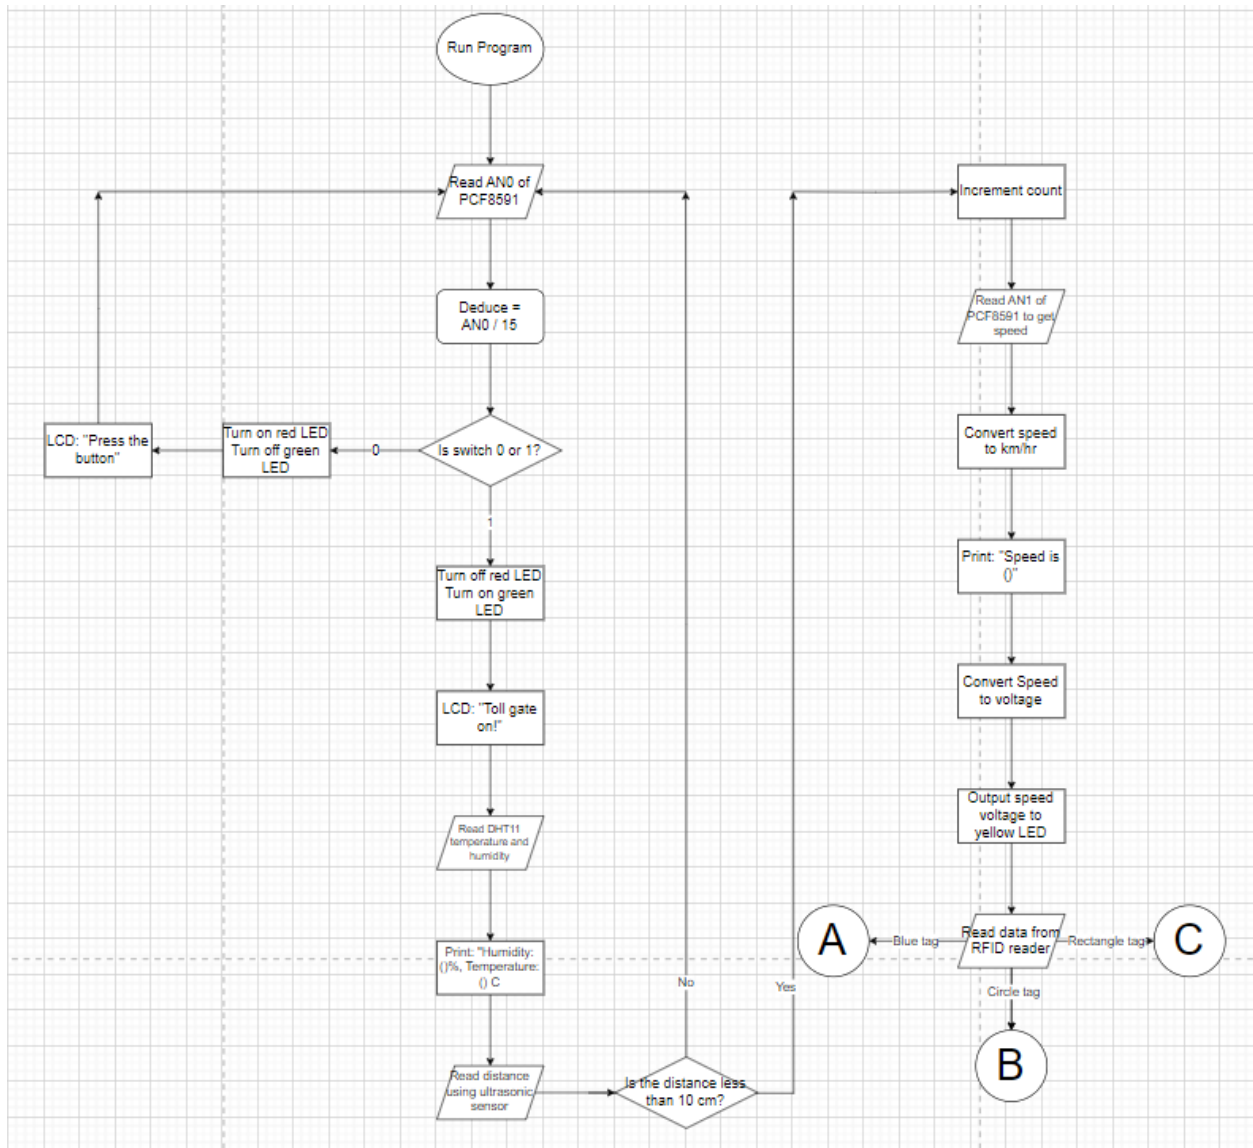 Run Program
Read AN0 of
PCF8591
Deduce =
AN0 / 15
Is switch 0 or 1?
0
Turn on red LED
Turn off green
LED
LCD: "Press the
button"
1
Turn off red LED
Turn on green
LED
LCD: "Toll gate
on!"
Read DHT11
temperature and
humidity
Print: "Humidity:
()%, Temperature:
() C
Read distance
using ultrasonic
sensor
Is the distance less
than 10 cm?
No
Yes
Increment count
Read AN1 of
PCF8591 to get
speed
Convert speed
to km/hr
Print: "Speed is
()"
Convert Speed
to voltage
Output speed
voltage to
yellow LED
Read data from
RFID reader
Blue tag
A
Circle tag
B
Rectangle tag
C